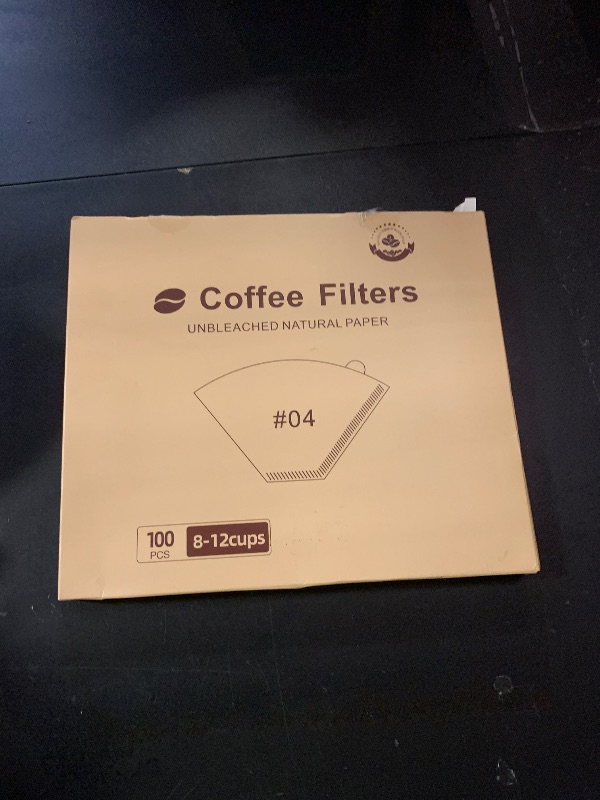 Coffee Filters
UNBLEACHED NATURAL PAPER
#04
100
PCS
8-12cups